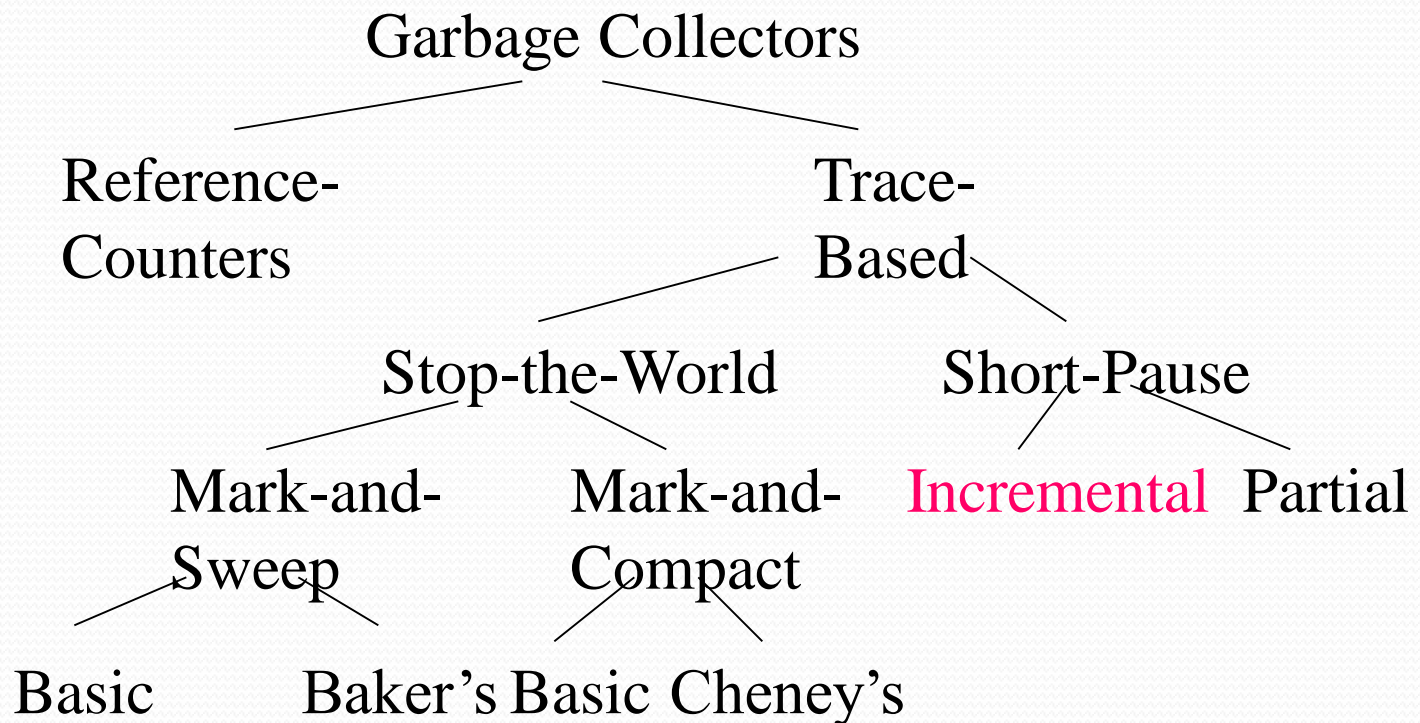 Garbage Collectors
Reference-
Counters
Trace-
Based
Stop-the-World
Short-Pause
Mark-and-
Sweep
Mark-and-
Compact
Incremental
Partial
Basic
Baker’s
Basic
Cheney’s